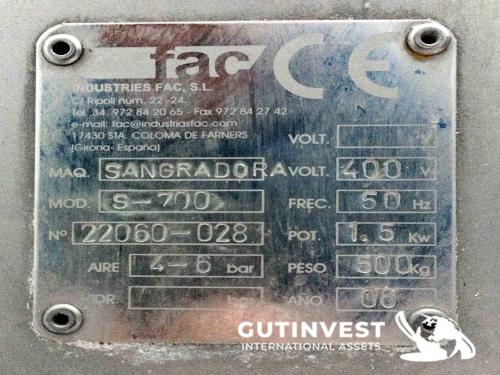 fac CE
INDUSTRIES FAC, S.L.
C/ Ripoll núm. 22-24
Tel. 34. 972 84 20 65 - Fax 972 84 27 42
e-mail: fac@industriasfac.com
17430 STA. COLOMA DE FARNERS
(Girona- España)
VOLT. V.
MAQ. SANGRADORA VOLT. 400 V.
MOD. S-700 FREC. 50 Hz
Nº 22060-028 POT. 1.5 Kw
AIRE 4-6 bar PESO 500 kg
HIDR. bar AÑO 06
GUTINVEST
INTERNATIONAL ASSETS